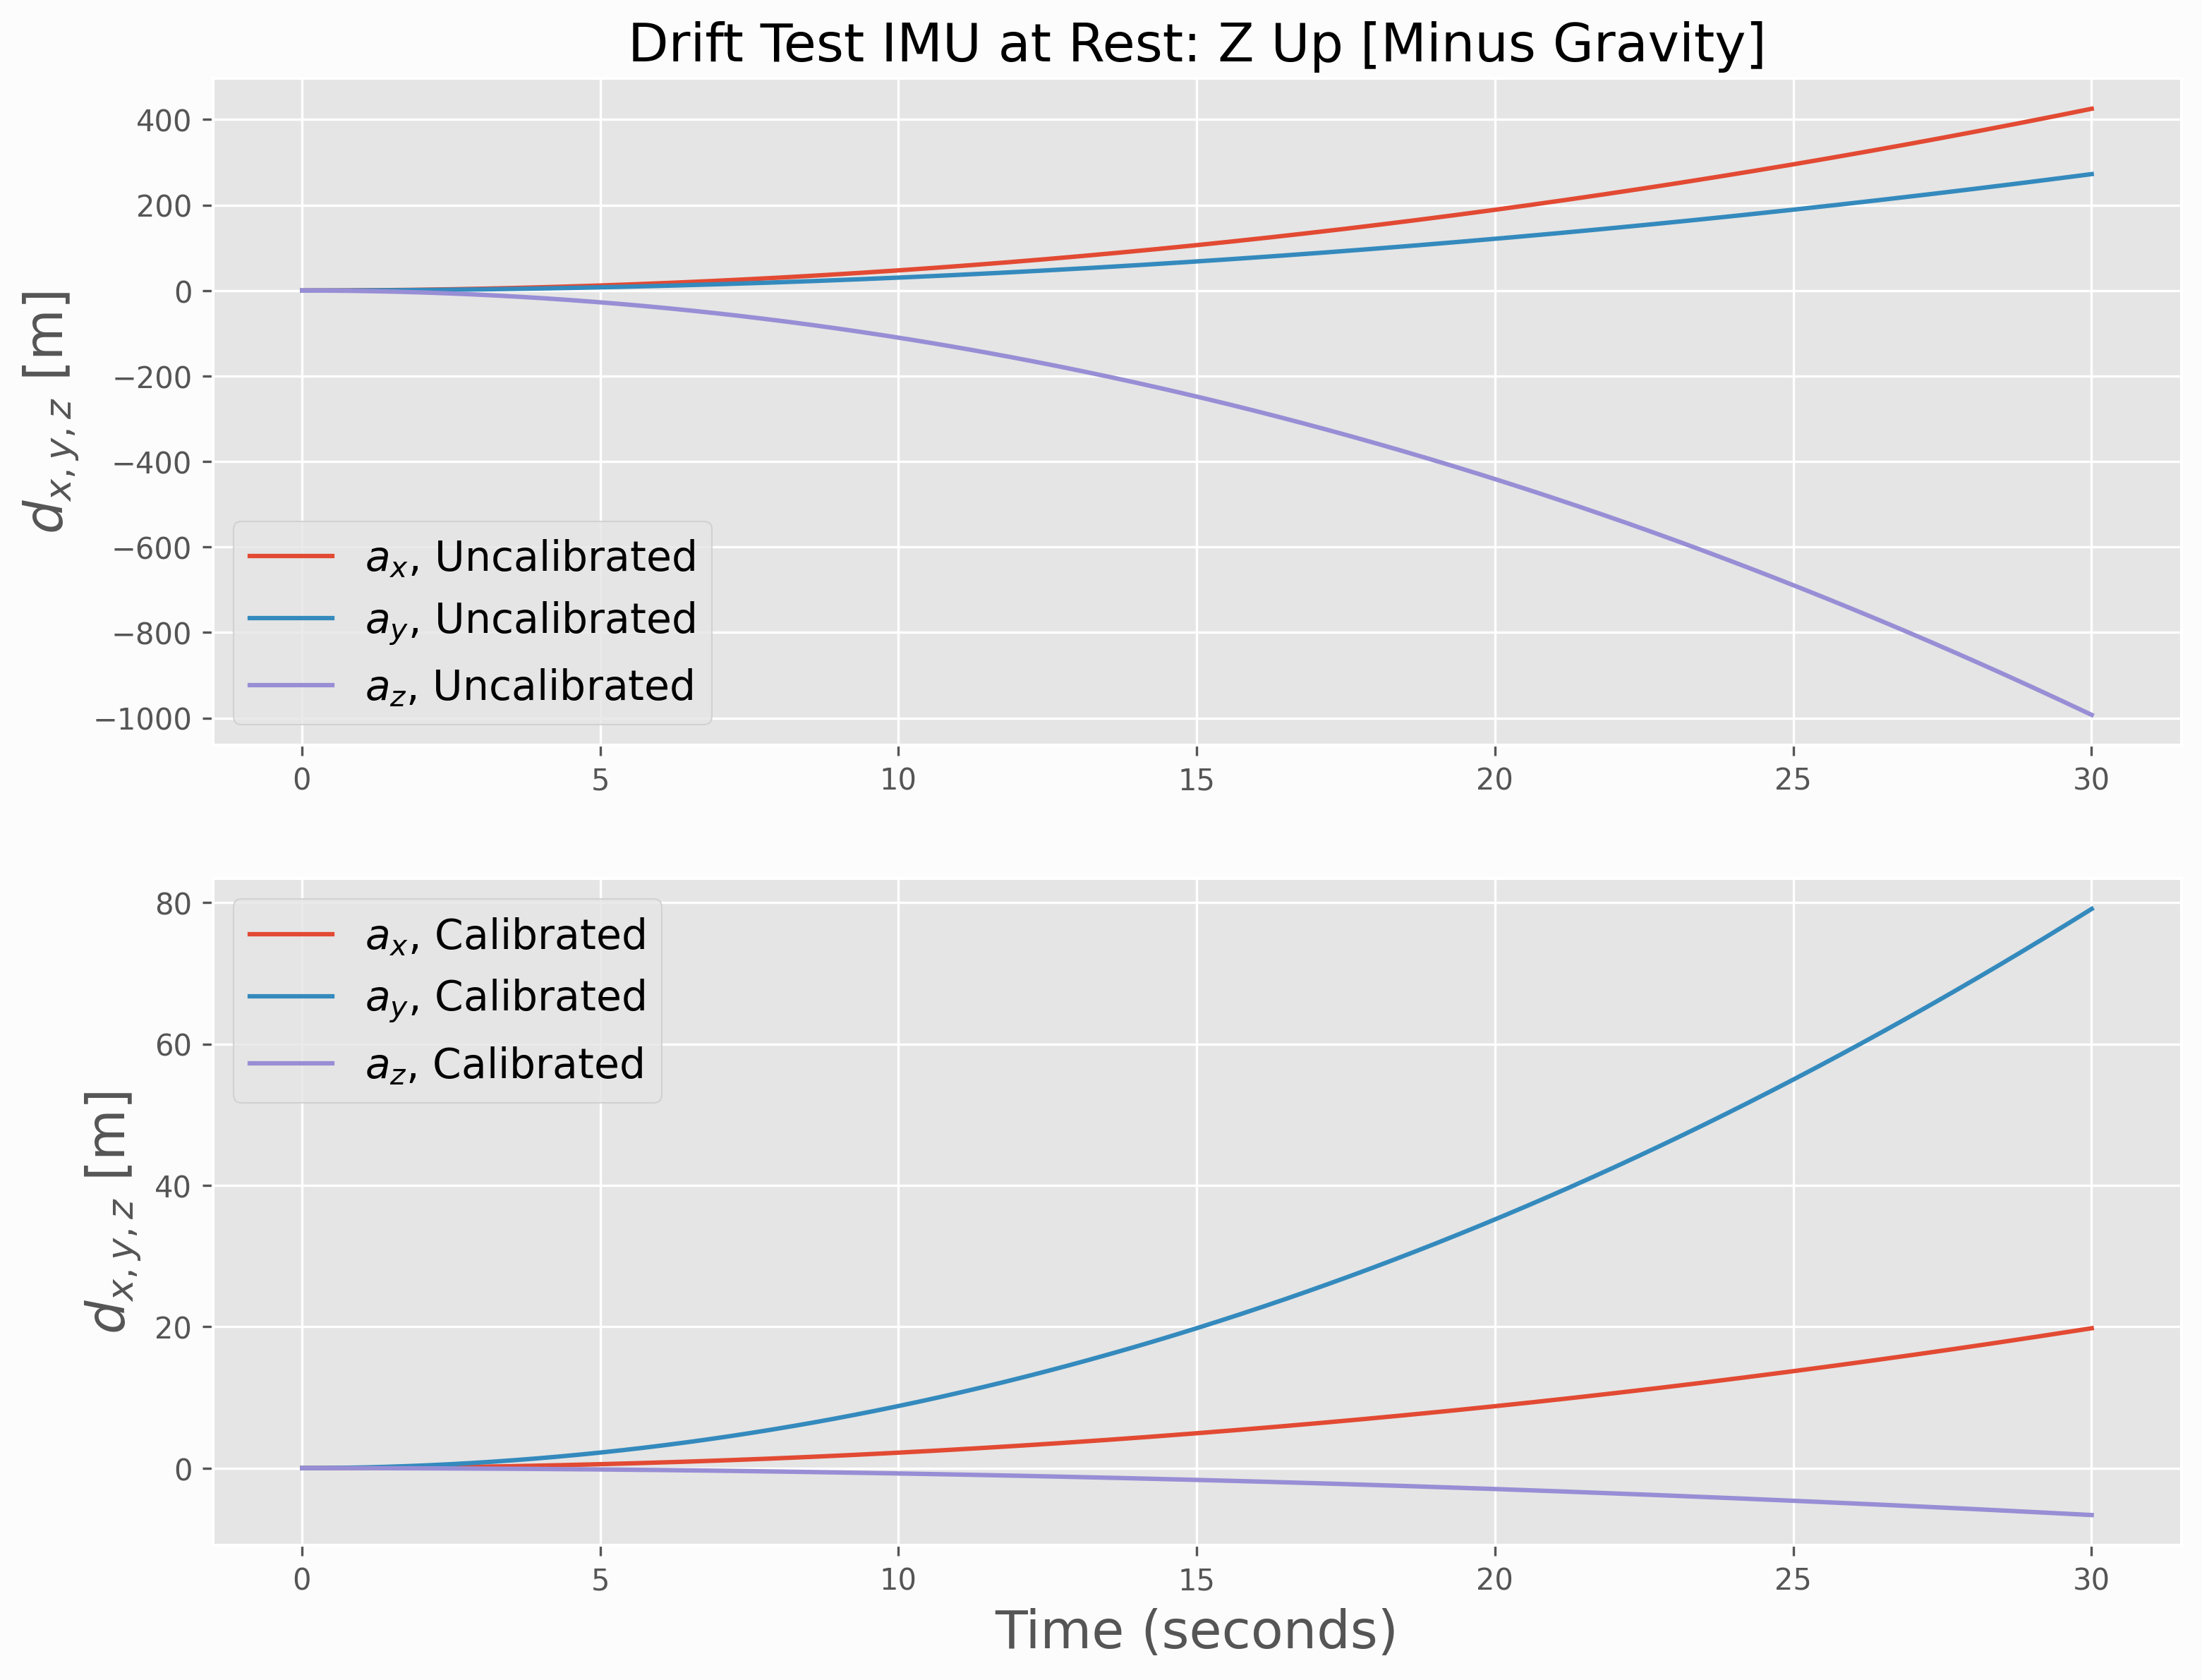 Drift Test IMU at Rest: Z Up [Minus Gravity]
d_{x,y,z} [m]
400
200
0
−200
−400
−600
−800
−1000
a_x, Uncalibrated
a_y, Uncalibrated
a_z, Uncalibrated
0 5 10 15 20 25 30
d_{x,y,z} [m]
80
60
40
20
0
a_x, Calibrated
a_y, Calibrated
a_z, Calibrated
0 5 10 15 20 25 30
Time (seconds)